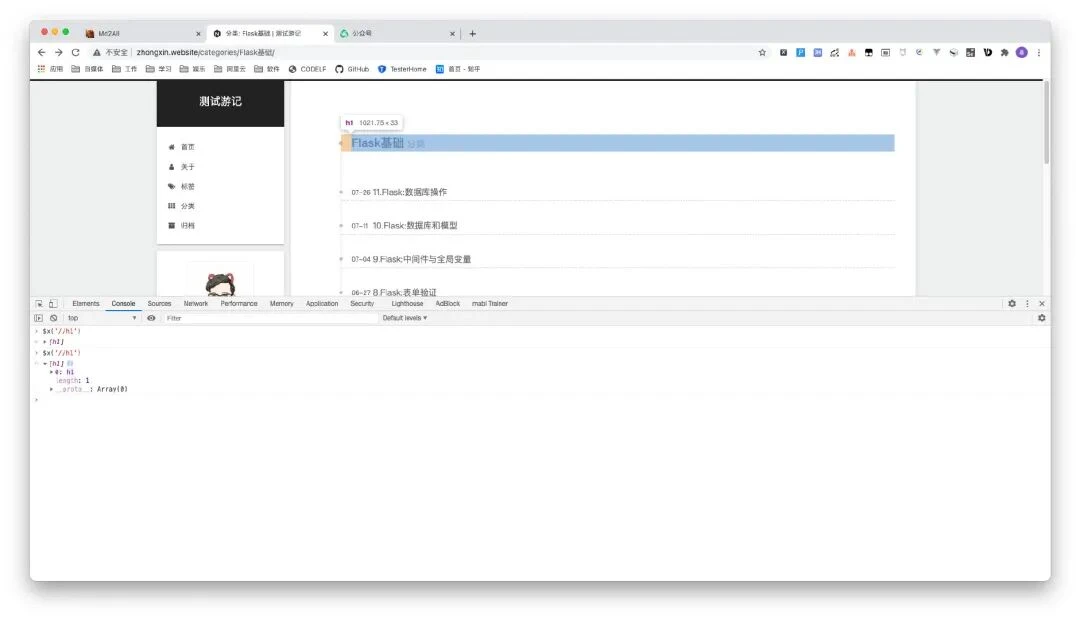 Md2All
分类: Flask基础 | 测试游记
公众号
不安全 | zhongxin.website/categories/Flask基础/
应用 自媒体 工作 学习 娱乐 阿里云 软件 CODELF GitHub TesterHome 首页 - 知乎
测试游记
首页
关于
标签
分类
归档
h1 1021.75 × 33
Flask基础 分类
07-26 11.Flask:数据库操作
07-11 10.Flask:数据库和模型
07-04 9.Flask:中间件与全局变量
06-27 8.Flask:表单验证
Elements Console Sources Network Performance Memory Application Security Lighthouse AdBlock mabl Trainer
top Filter Default levels
$x('//h1')
[h1]
$x('//h1')
[h1]
0: h1
length: 1
__proto__: Array(0)